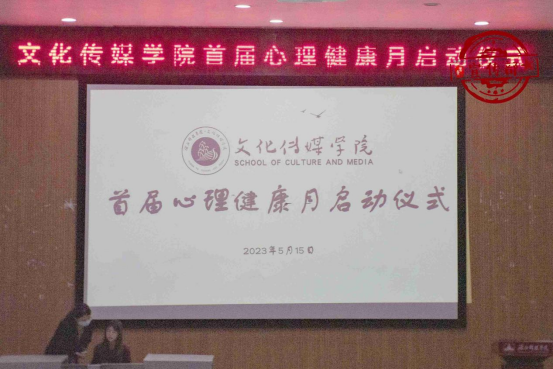 文化传媒学院首届心理健康月启动仪式
文化传媒学院
SCHOOL OF CULTURE AND MEDIA
首届心理健康月启动仪式
2023年5月15日